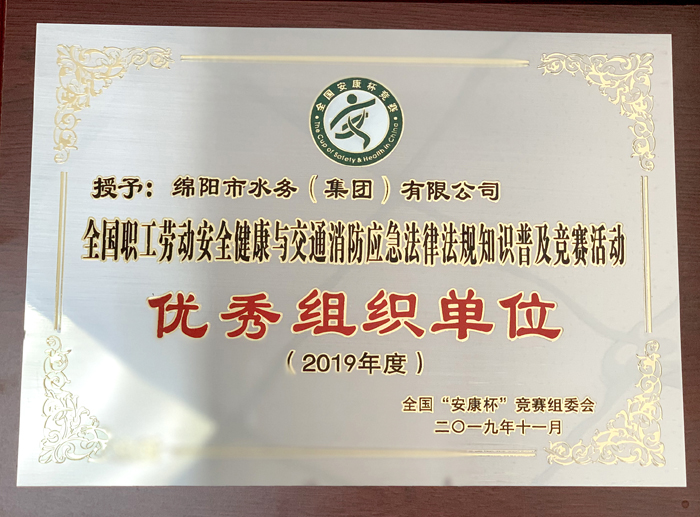 全国安康杯竞赛
The Cup of Safety & Health in China
授予：绵阳市水务（集团）有限公司
全国职工劳动安全健康与交通消防应急法律法规知识普及竞赛活动
优秀组织单位
（2019年度）
全国“安康杯”竞赛组委会
二〇一九年十一月